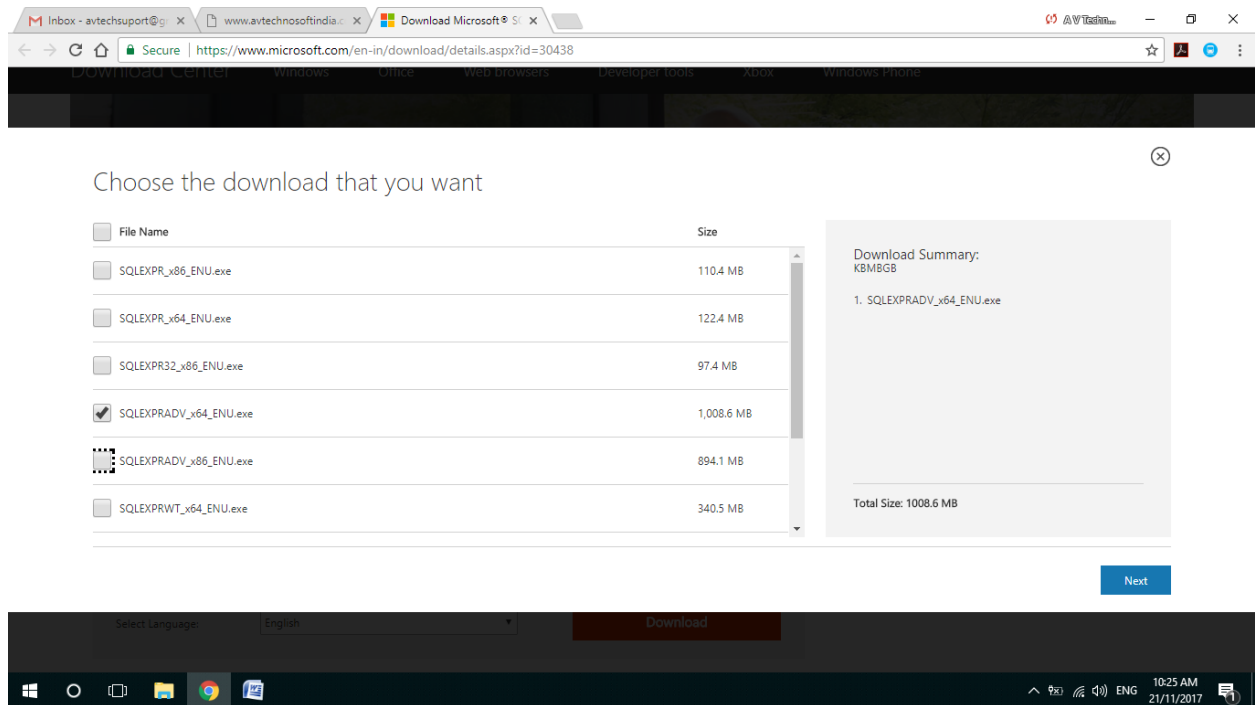 Inbox - avtechsuport@g
www.avtechnosoftindia.c
Download Microsoft® S
A V Techn...
Secure | https://www.microsoft.com/en-in/download/details.aspx?id=30438
Download Center Windows Office Web browsers Developer tools Xbox Windows Phone
Choose the download that you want
File Name Size
SQLEXPR_x86_ENU.exe 110.4 MB
SQLEXPR_x64_ENU.exe 122.4 MB
SQLEXPR32_x86_ENU.exe 97.4 MB
SQLEXPRADV_x64_ENU.exe 1,008.6 MB
SQLEXPRADV_x86_ENU.exe 894.1 MB
SQLEXPRWT_x64_ENU.exe 340.5 MB
Download Summary:
KBMBGB
1. SQLEXPRADV_x64_ENU.exe
Total Size: 1008.6 MB
Next
Select Language: English Download
ENG
10:25 AM
21/11/2017
1